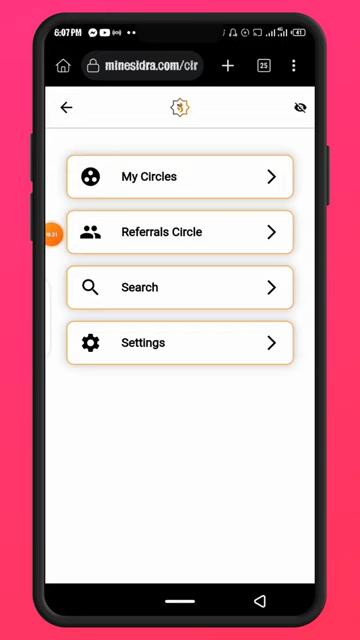 6:07PM
minesidra.com/cir
25
My Circles
Referrals Circle
Search
Settings